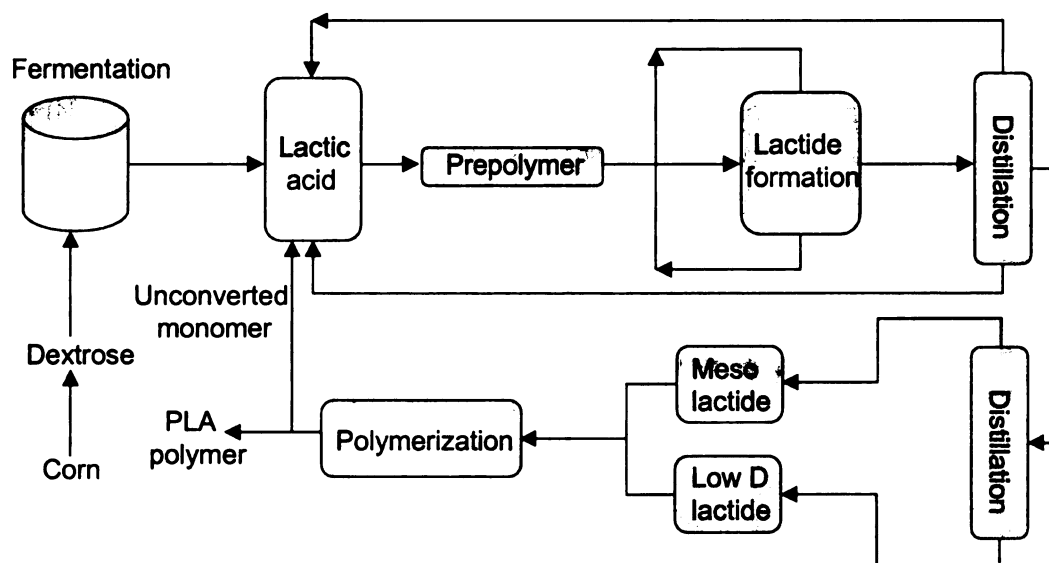 Fermentation
Lactic
acid
Prepolymer
Lactide
formation
Distillation
Unconverted
monomer
Dextrose
Corn
PLA
polymer
Polymerization
Meso
lactide
Low D
lactide
Distillation